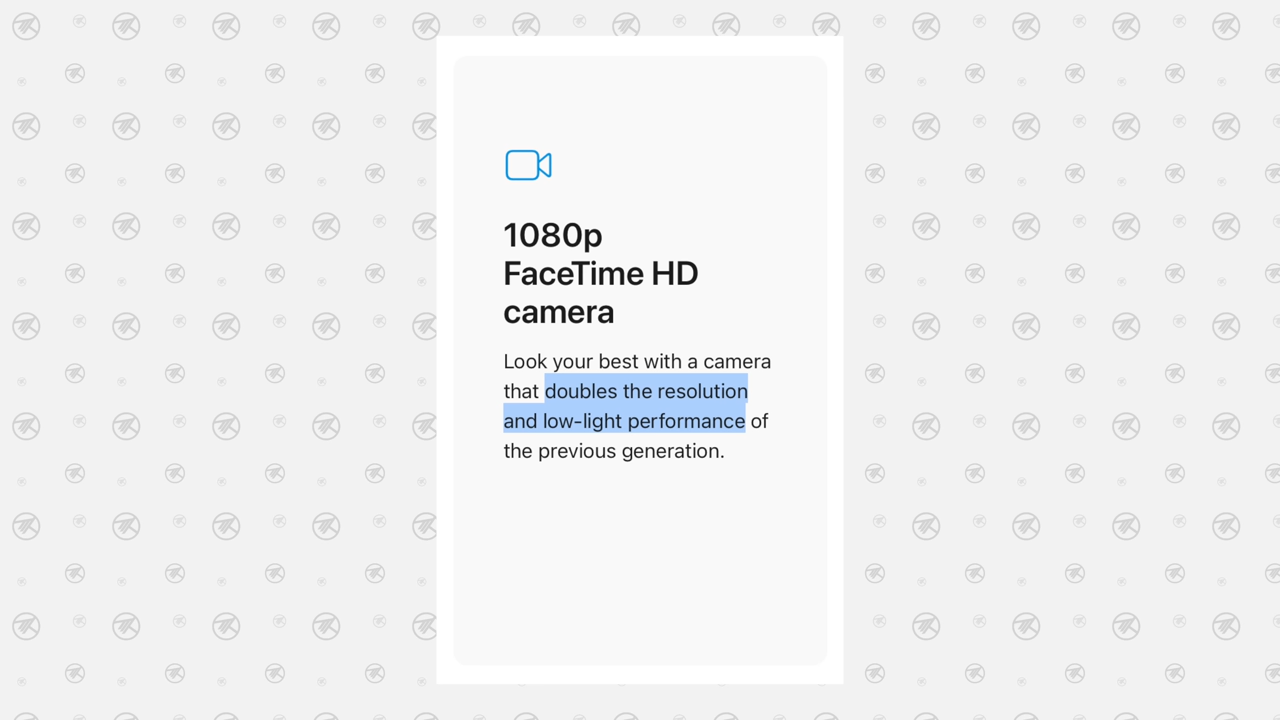 1080p
FaceTime HD
camera
Look your best with a camera
that doubles the resolution
and low-light performance of
the previous generation.